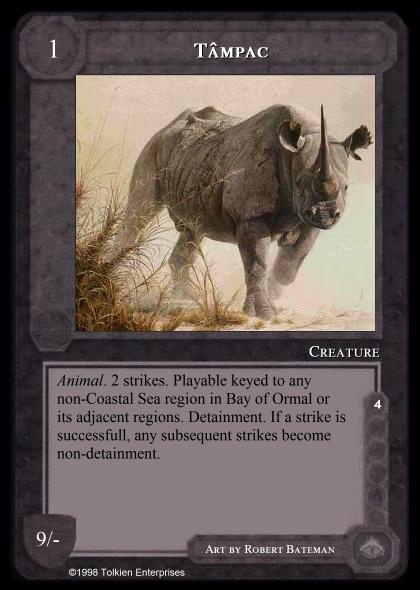 1
TÂMPAC
CREATURE
Animal. 2 strikes. Playable keyed to any
non-Coastal Sea region in Bay of Ormal or
its adjacent regions. Detainment. If a strike is
successfull, any subsequent strikes become
non-detainment.
4
9/-
ART BY ROBERT BATEMAN
©1998 Tolkien Enterprises